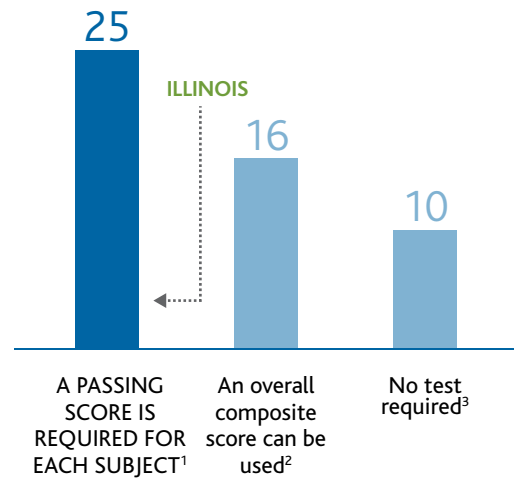 25
ILLINOIS
16
10
A PASSING
SCORE IS
REQUIRED FOR
EACH SUBJECT¹
An overall
composite
score can be
used²
No test
required³